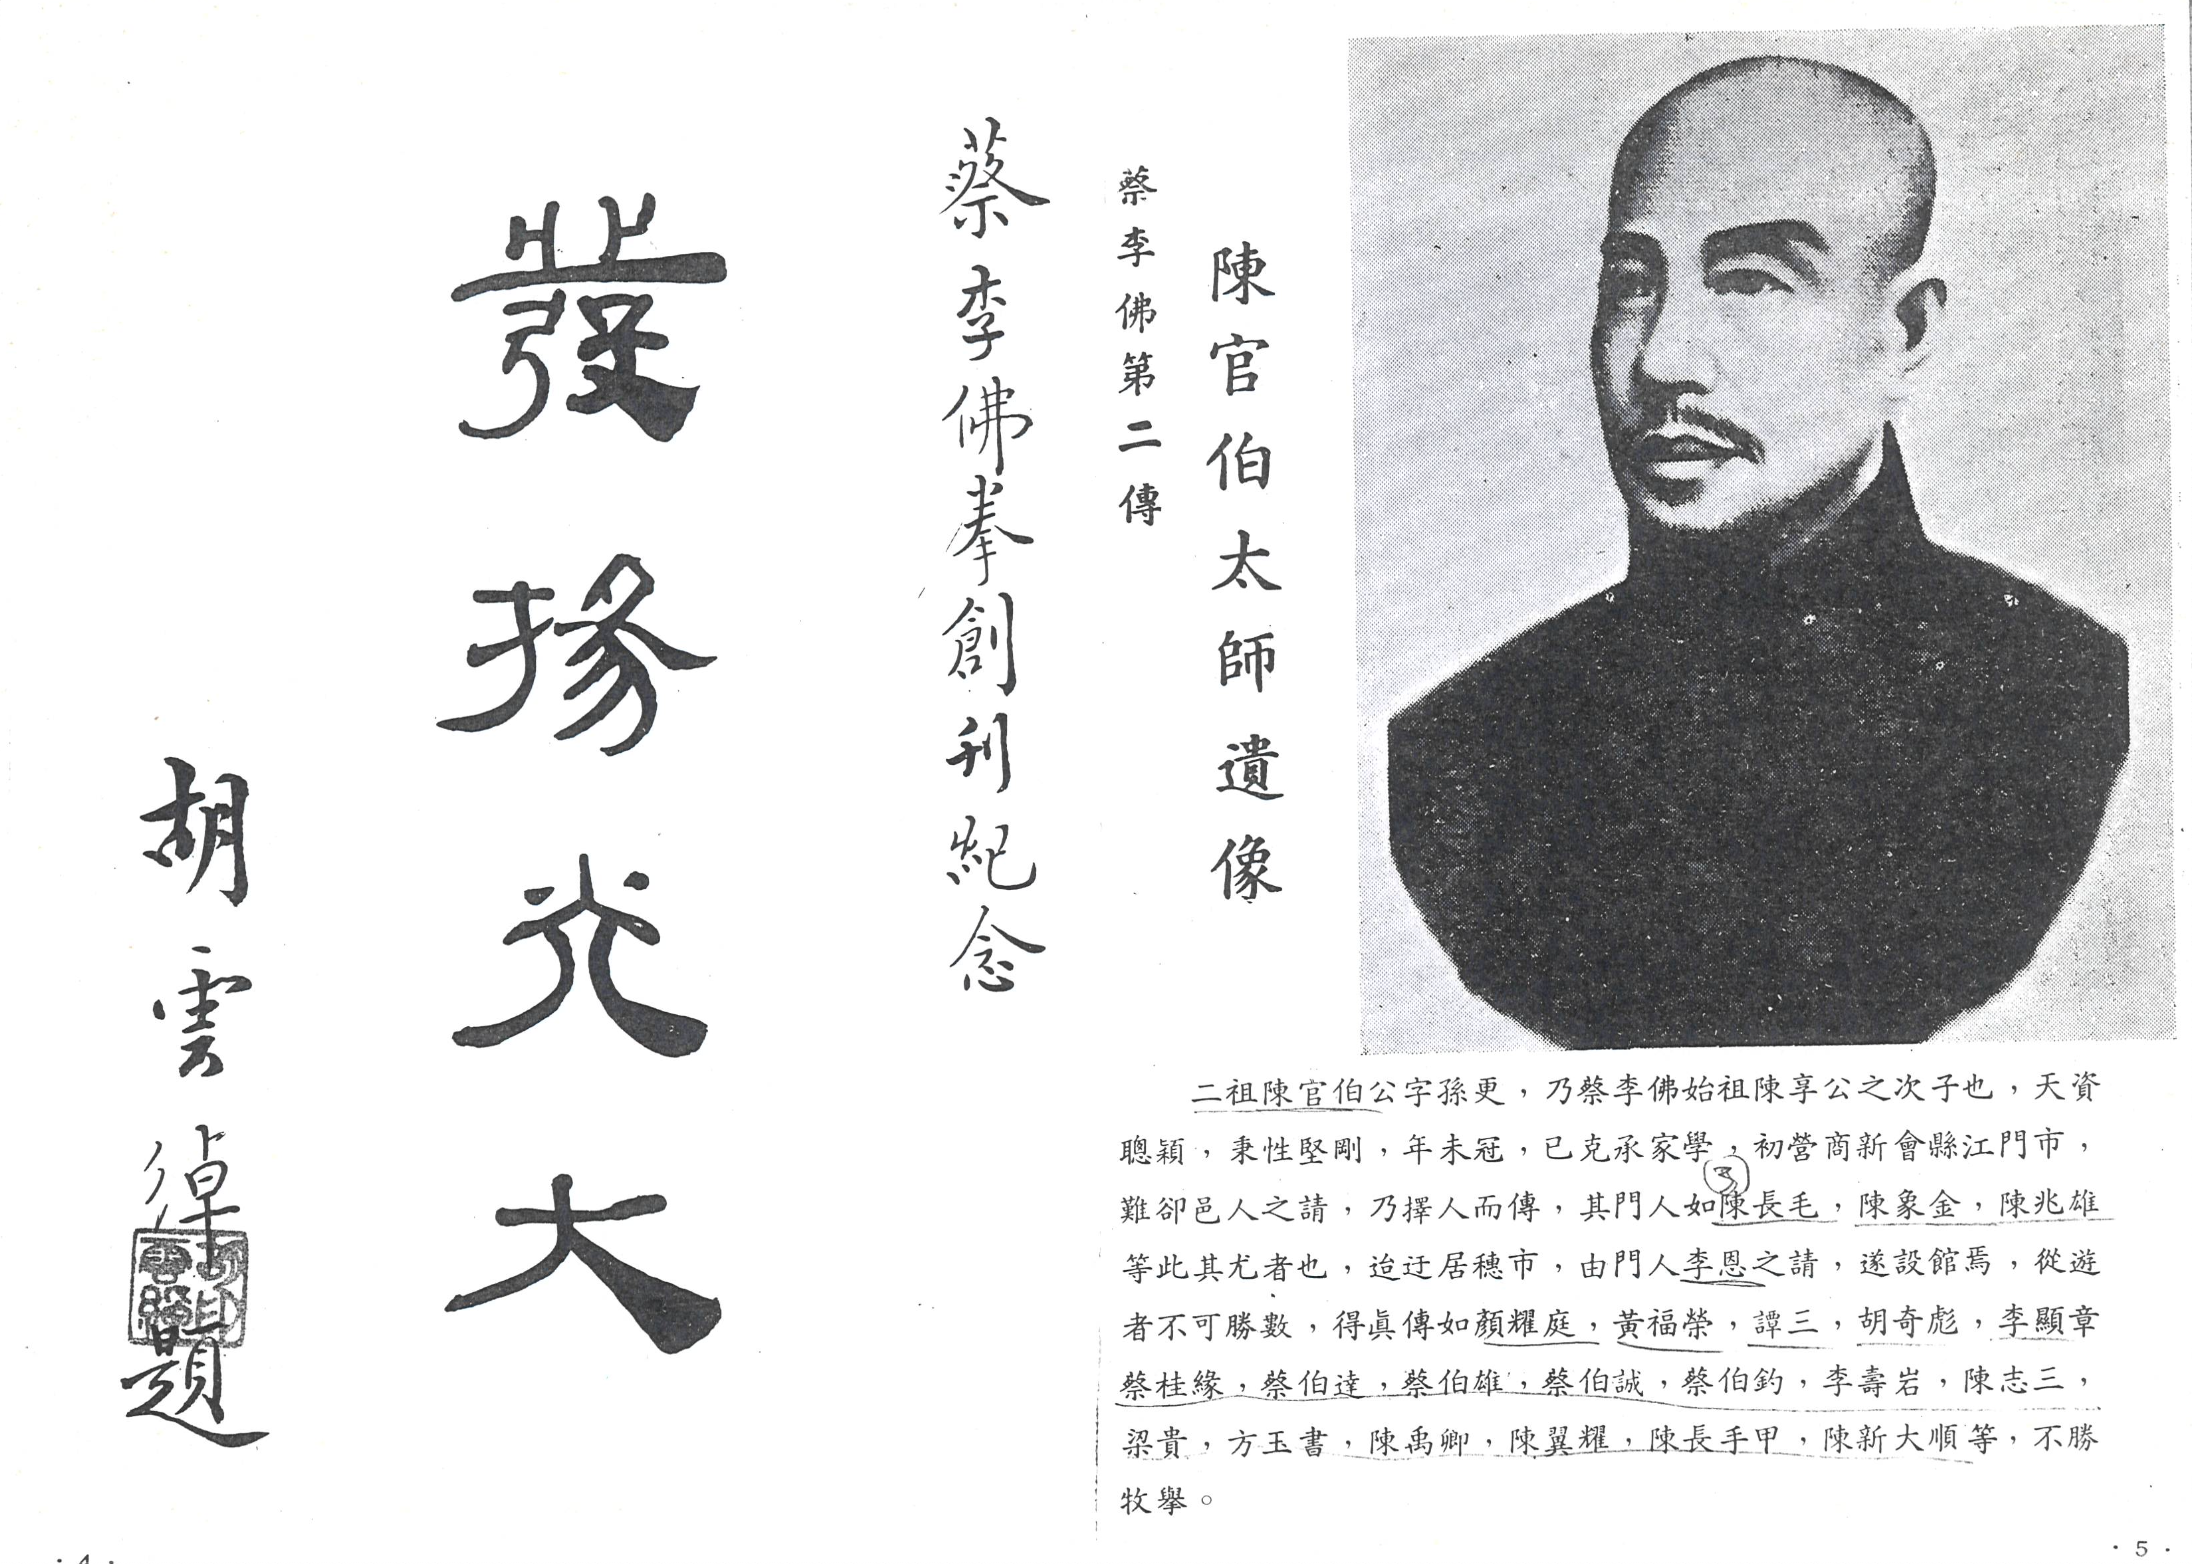 蔡李佛拳創刊紀念
發揚光大
胡雲綽題
· 4 ·
陳官伯太師遺像
蔡李佛第二傳
二祖陳官伯公字孫更，乃蔡李佛始祖陳享公之次子也，天資
聰穎，秉性堅剛，年未冠，已克承家學，初營商新會縣江門市，
難卻邑人之請，乃擇人而傳，其門人如陳長毛，陳象金，陳兆雄
等此其尤者也，迨迂居穗市，由門人李恩之請，遂設館焉，從遊
者不可勝數，得眞傳如顏耀庭，黃福榮，譚三，胡奇彪，李顯章
蔡桂緣，蔡伯達，蔡伯雄，蔡伯誠，蔡伯鈞，李壽岩，陳志三，
梁貴，方玉書，陳禹卿，陳翼耀，陳長手甲，陳新大順等，不勝
牧舉。
· 5 ·